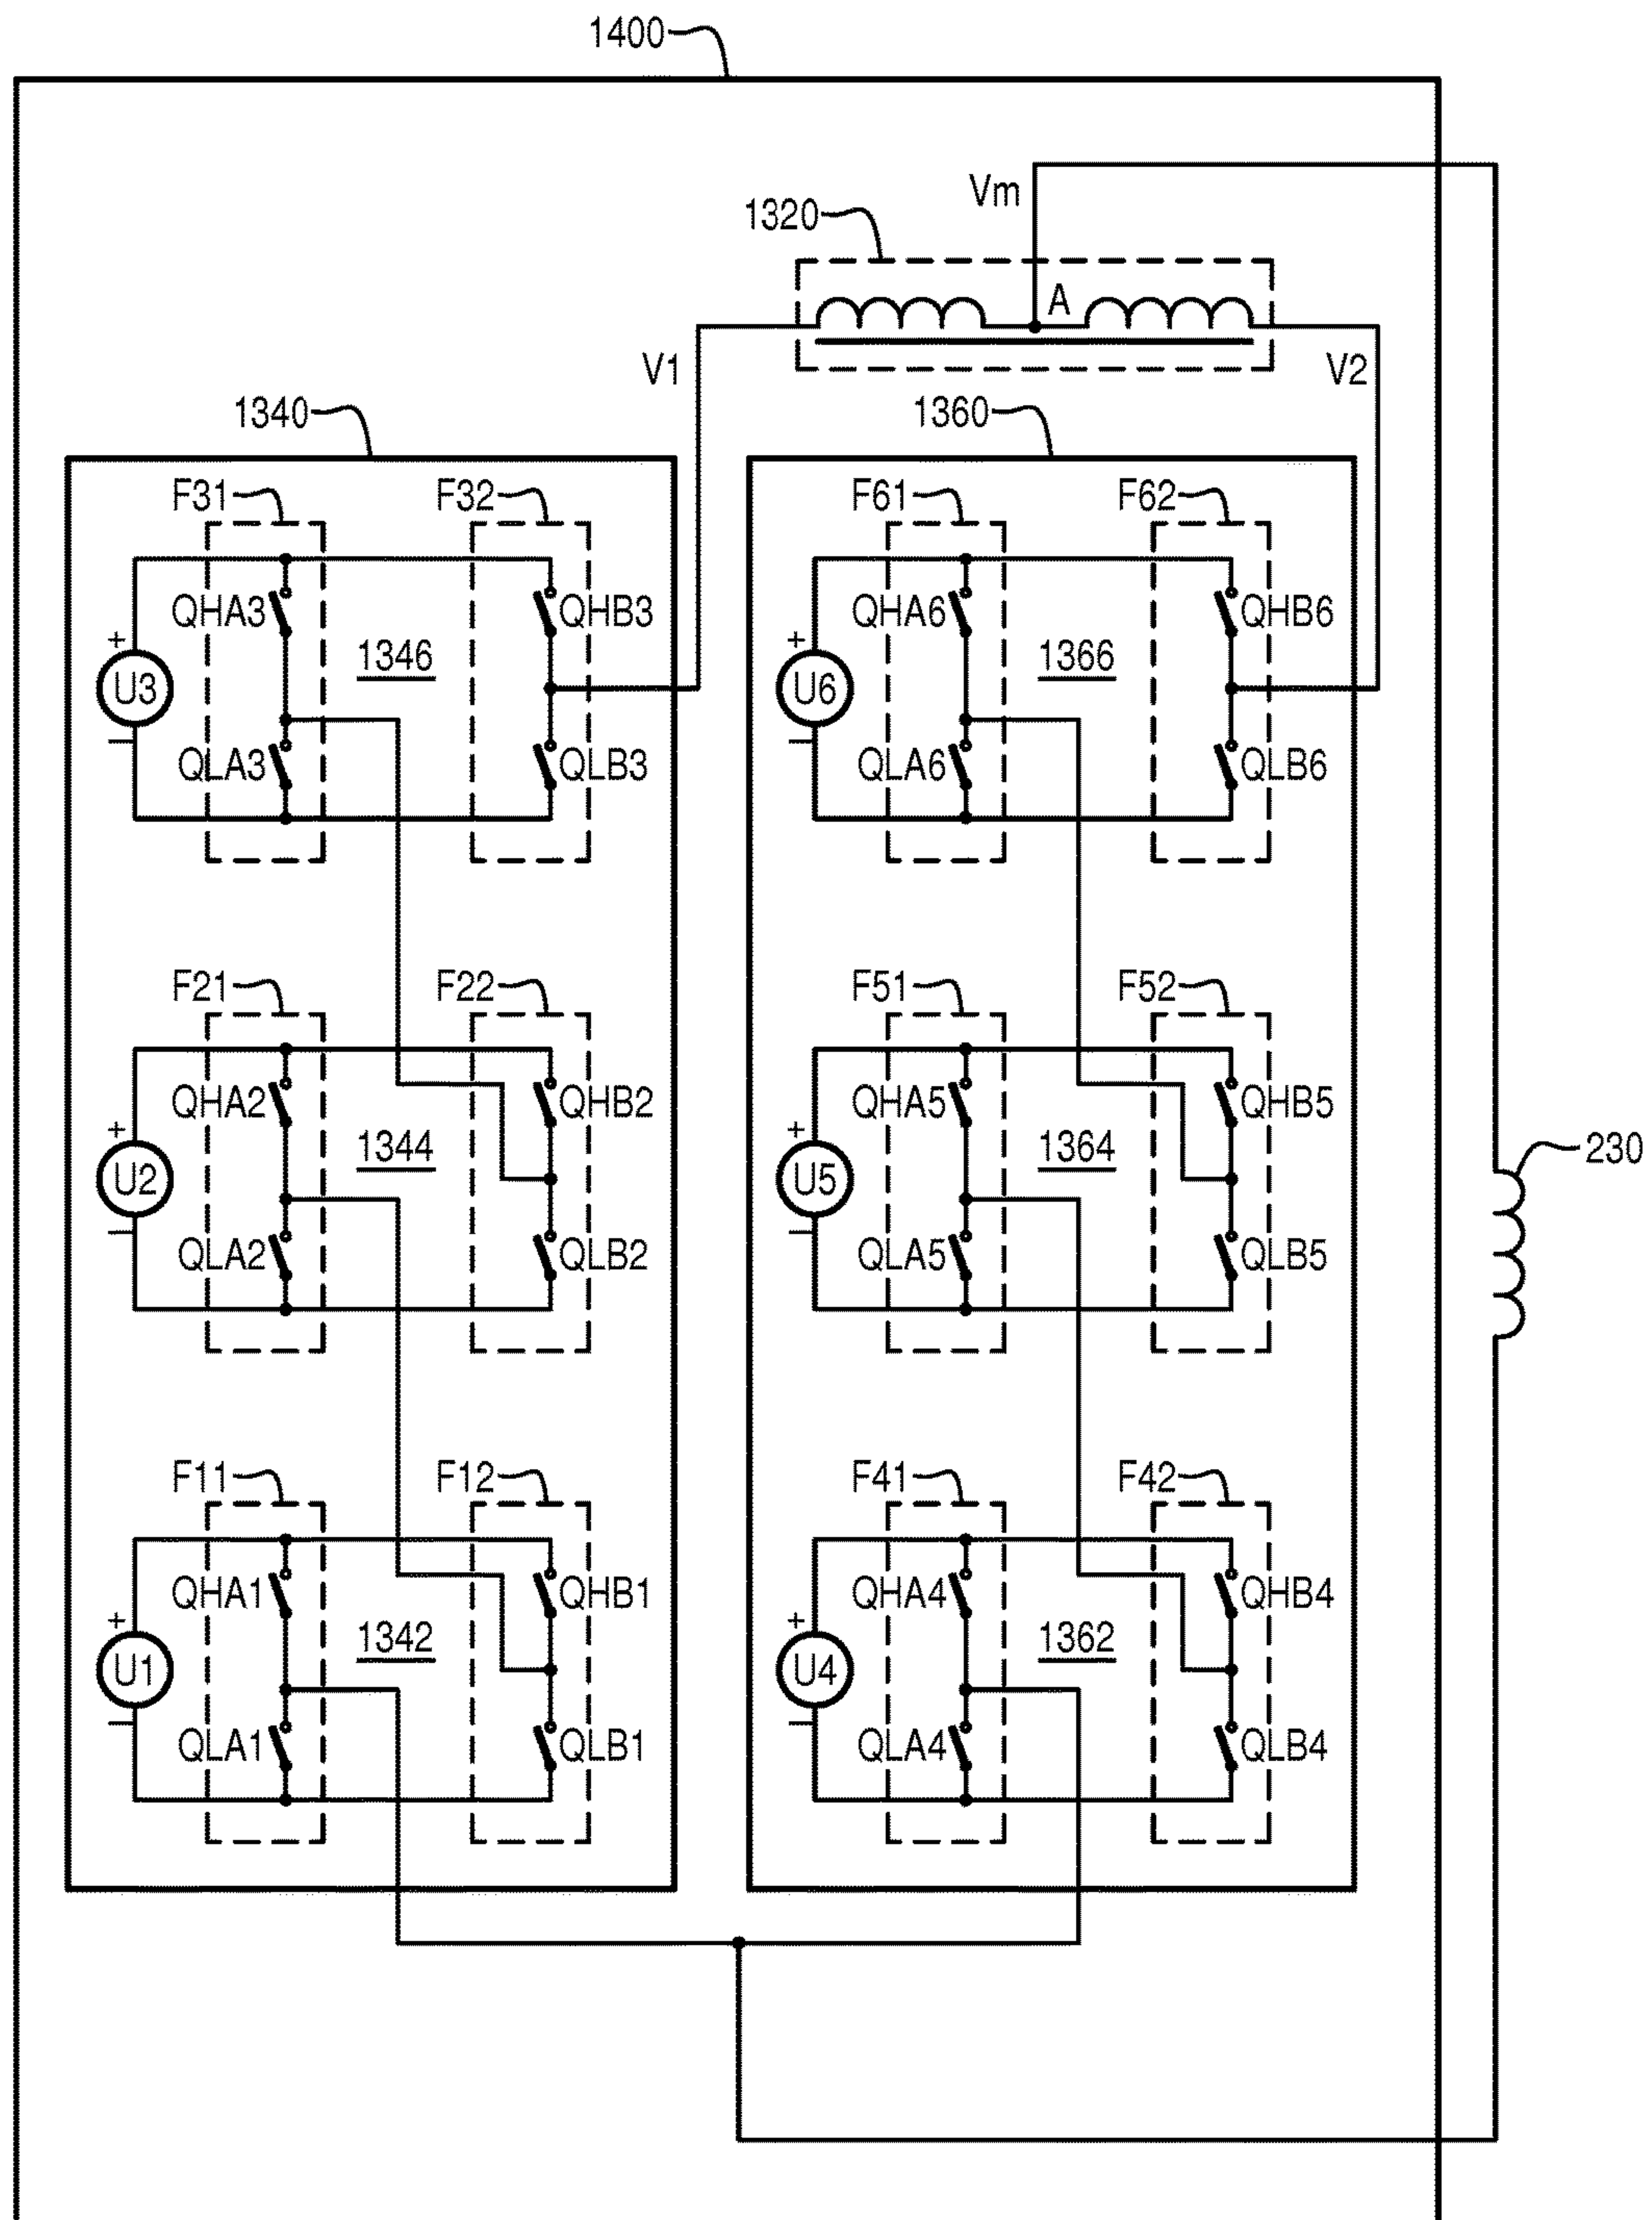 1400
Vm
1320
A
V1
V2
1340
1360
F31
F32
F61
F62
QHA3
QHB3
QHA6
QHB6
+
U3
−
1346
+
U6
−
1366
QLA3
QLB3
QLA6
QLB6
F21
F22
F51
F52
QHA2
QHB2
QHA5
QHB5
+
U2
−
1344
+
U5
−
1364
230
QLA2
QLB2
QLA5
QLB5
F11
F12
F41
F42
QHA1
QHB1
QHA4
QHB4
+
U1
−
1342
+
U4
−
1362
QLA1
QLB1
QLA4
QLB4